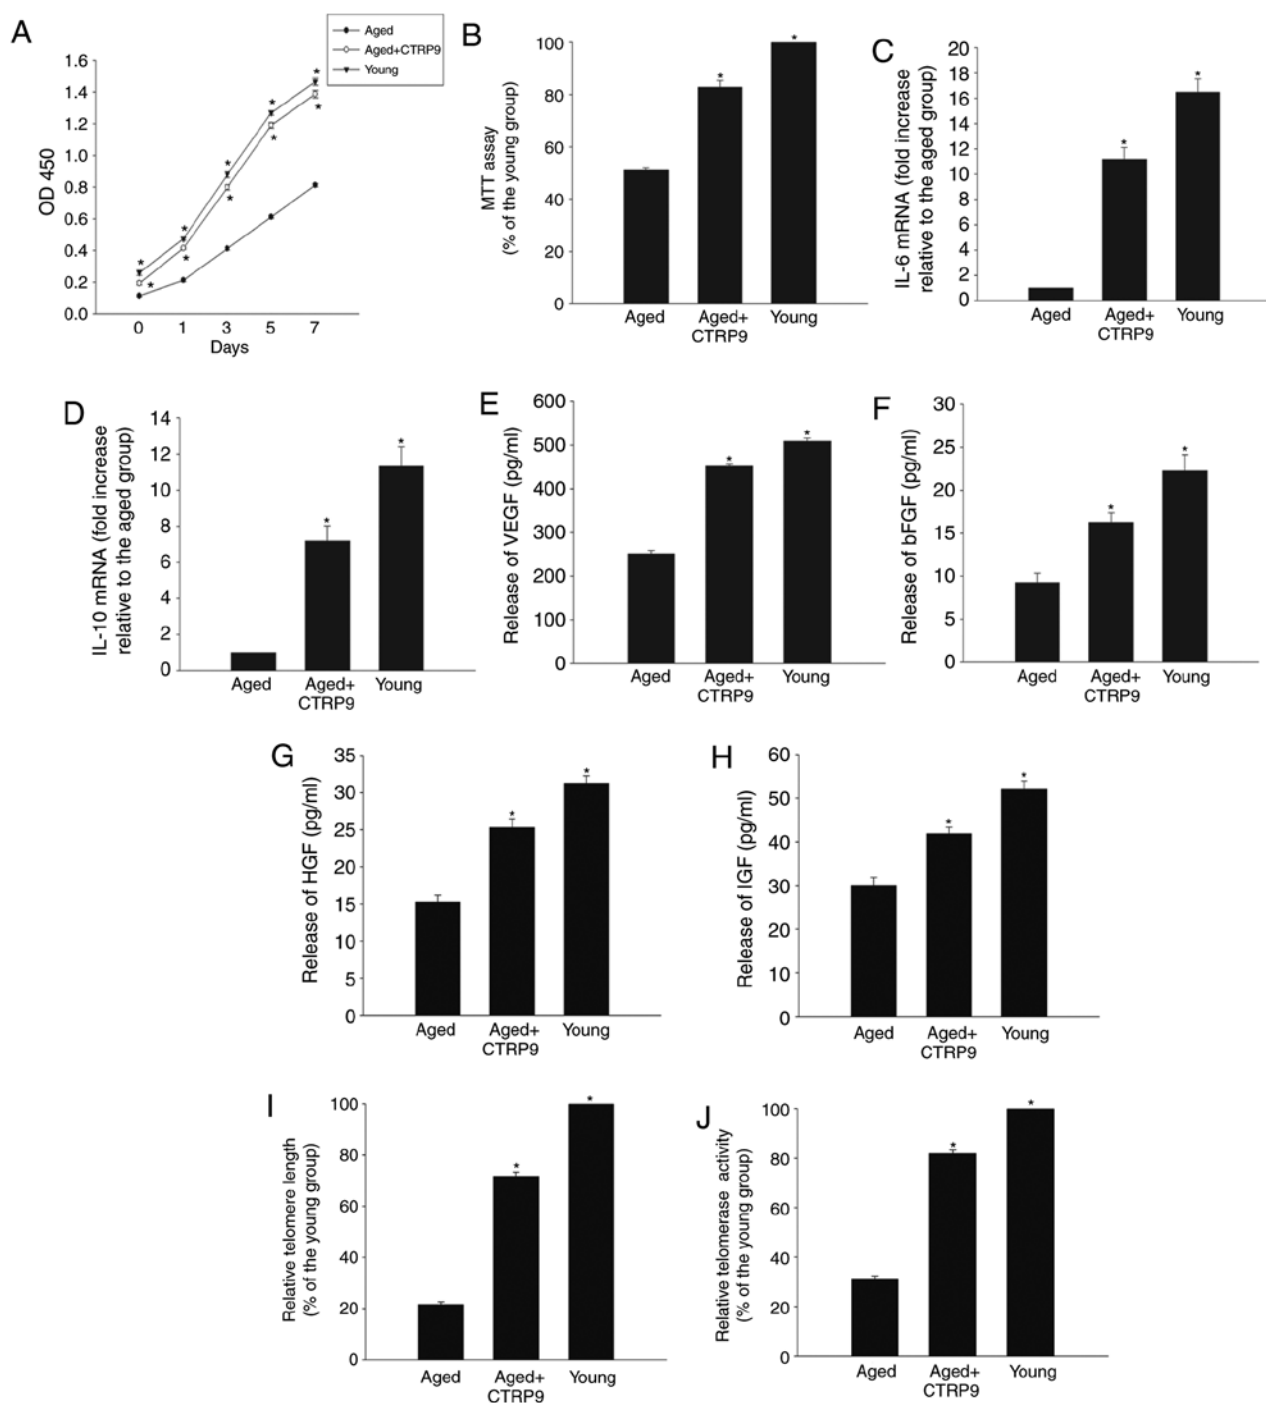 A
Aged
Aged+CTRP9
Young
OD 450
1.6
1.4
1.2
1.0
0.8
0.6
0.4
0.2
0.0
* * * * *
* * * * *
0 1 3 5 7
Days
B
MTT assay
(% of the young group)
100
80
60
40
20
0
* *
Aged Aged+ Young
CTRP9
C
IL-6 mRNA (fold increase
relative to the aged group)
20
18
16
14
12
10
8
6
4
2
0
* *
Aged Aged+ Young
CTRP9
D
IL-10 mRNA (fold increase
relative to the aged group)
14
12
10
8
6
4
2
0
* *
Aged Aged+ Young
CTRP9
E
Release of VEGF (pg/ml)
600
500
400
300
200
100
0
* *
Aged Aged+ Young
CTRP9
F
Release of bFGF (pg/ml)
30
25
20
15
10
5
0
* *
Aged Aged+ Young
CTRP9
G
Release of HGF (pg/ml)
35
30
25
20
15
10
5
0
* *
Aged Aged+ Young
CTRP9
H
Release of IGF (pg/ml)
60
50
40
30
20
10
0
* *
Aged Aged+ Young
CTRP9
I
Relative telomere length
(% of the young group)
100
80
60
40
20
0
* *
Aged Aged+ Young
CTRP9
J
Relative telomerase activity
(% of the young group)
100
80
60
40
20
0
* *
Aged Aged+ Young
CTRP9